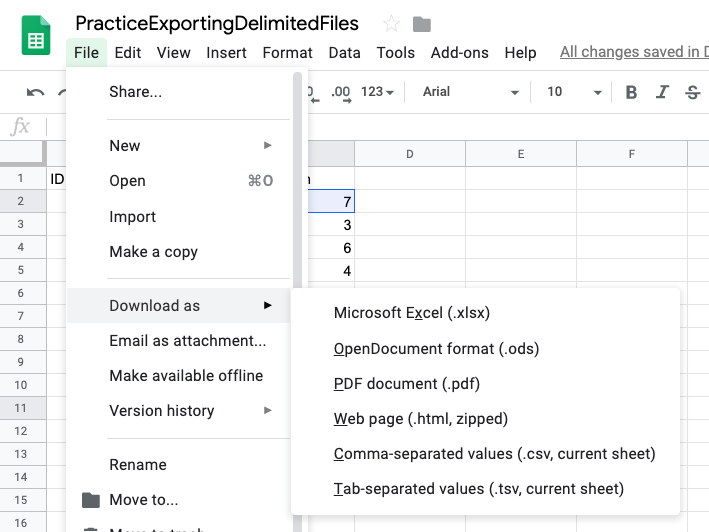 PracticeExportingDelimitedFiles
File Edit View Insert Format Data Tools Add-ons Help All changes saved in D
.00 123 Arial 10 B I S
fx
D E F
1 ID
2 7
3 3
4 6
5 4
6
7
8
9
10
11
12
13
14
15
16
Share...
New
Open ⌘O
Import
Make a copy
Download as
Email as attachment...
Make available offline
Version history
Rename
Move to...
Microsoft Excel (.xlsx)
OpenDocument format (.ods)
PDF document (.pdf)
Web page (.html, zipped)
Comma-separated values (.csv, current sheet)
Tab-separated values (.tsv, current sheet)